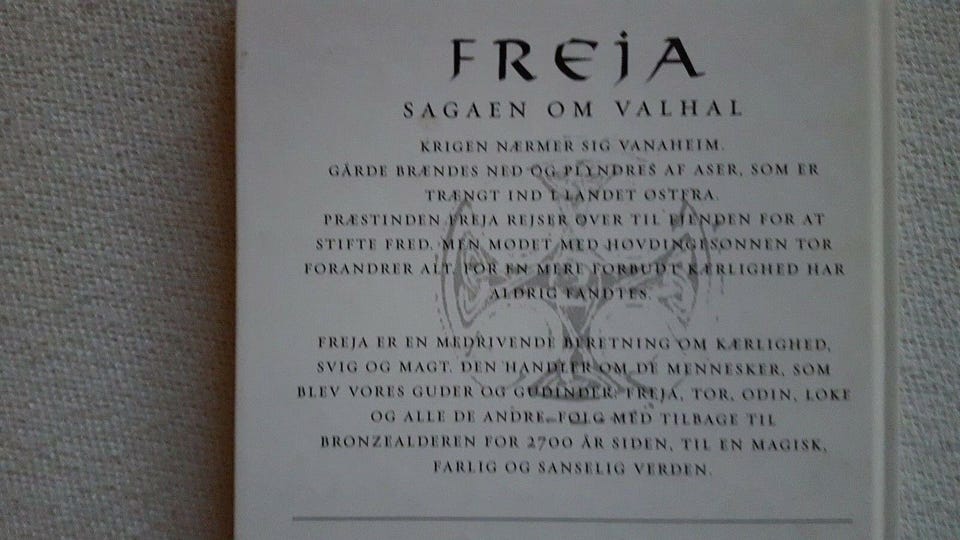 FREJA
SAGAEN OM VALHAL
KRIGEN NÆRMER SIG VANAHEIM.
GÅRDE BRÆNDES NED OG PLYNDRES AF ASER, SOM ER
TRÆNGT IND I LANDET ØSTFRA.
PRÆSTINDEN FREJA REJSER OVER TIL FJENDEN FOR AT
STIFTE FRED. MEN MØDET MED HØVDINGESØNNEN TOR
FORANDRER ALT, FOR EN MERE FORBUDT KÆRLIGHED HAR
ALDRIG FANDTES.
FREJA ER EN MEDRIVENDE BERETNING OM KÆRLIGHED,
SVIG OG MAGT. DEN HANDLER OM DE MENNESKER, SOM
BLEV VORES GUDER OG GUDINDER: FREJA, TOR, ODIN, LOKE
OG ALLE DE ANDRE. FØLG MED TILBAGE TIL
BRONZEALDEREN FOR 2700 ÅR SIDEN, TIL EN MAGISK,
FARLIG OG SANSELIG VERDEN.